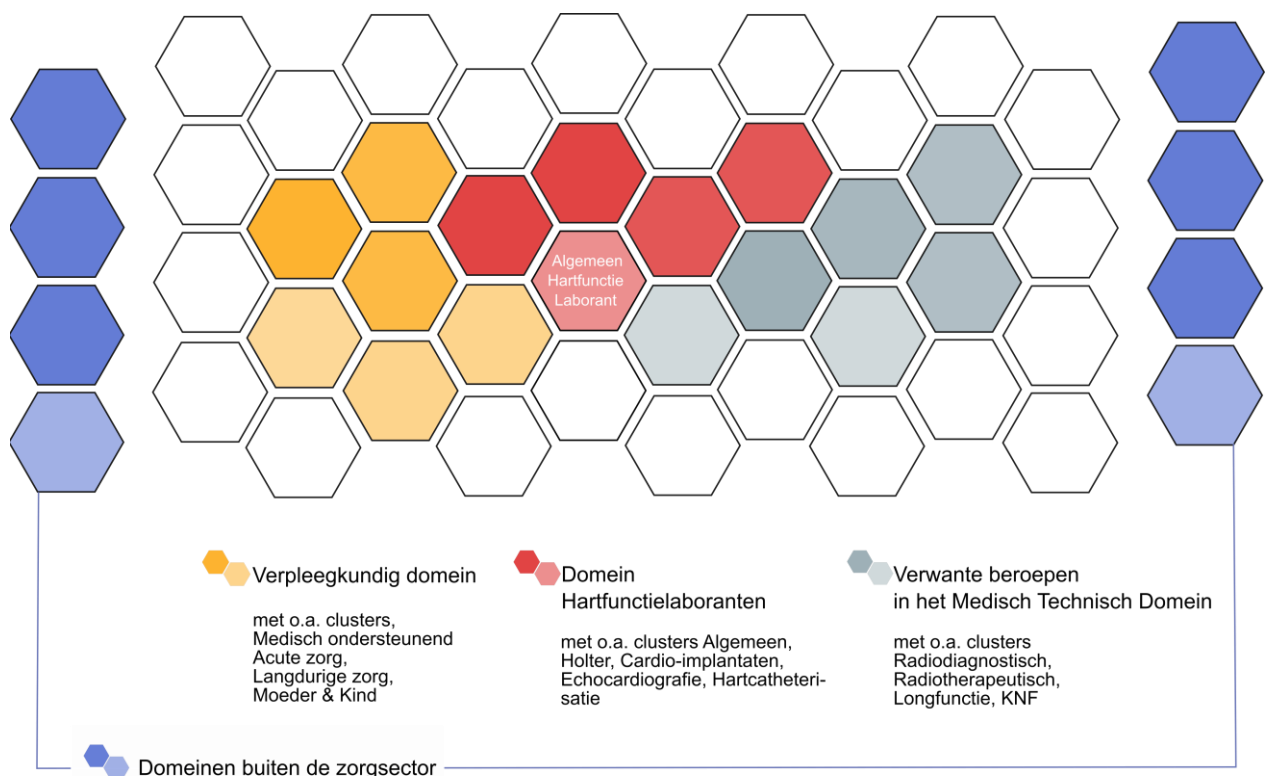 Algemeen
Hartfunctie
Laborant
Verpleegkundig domein
met o.a. clusters,
Medisch ondersteunend
Acute zorg,
Langdurige zorg,
Moeder & Kind
Domein
Hartfunctielaboranten
met o.a. clusters Algemeen,
Holter, Cardio-implantaten,
Echocardiografie, Hartcatheteri-
satie
Verwante beroepen
in het Medisch Technisch Domein
met o.a. clusters
Radiodiagnostisch,
Radiotherapeutisch,
Longfunctie, KNF
Domeinen buiten de zorgsector